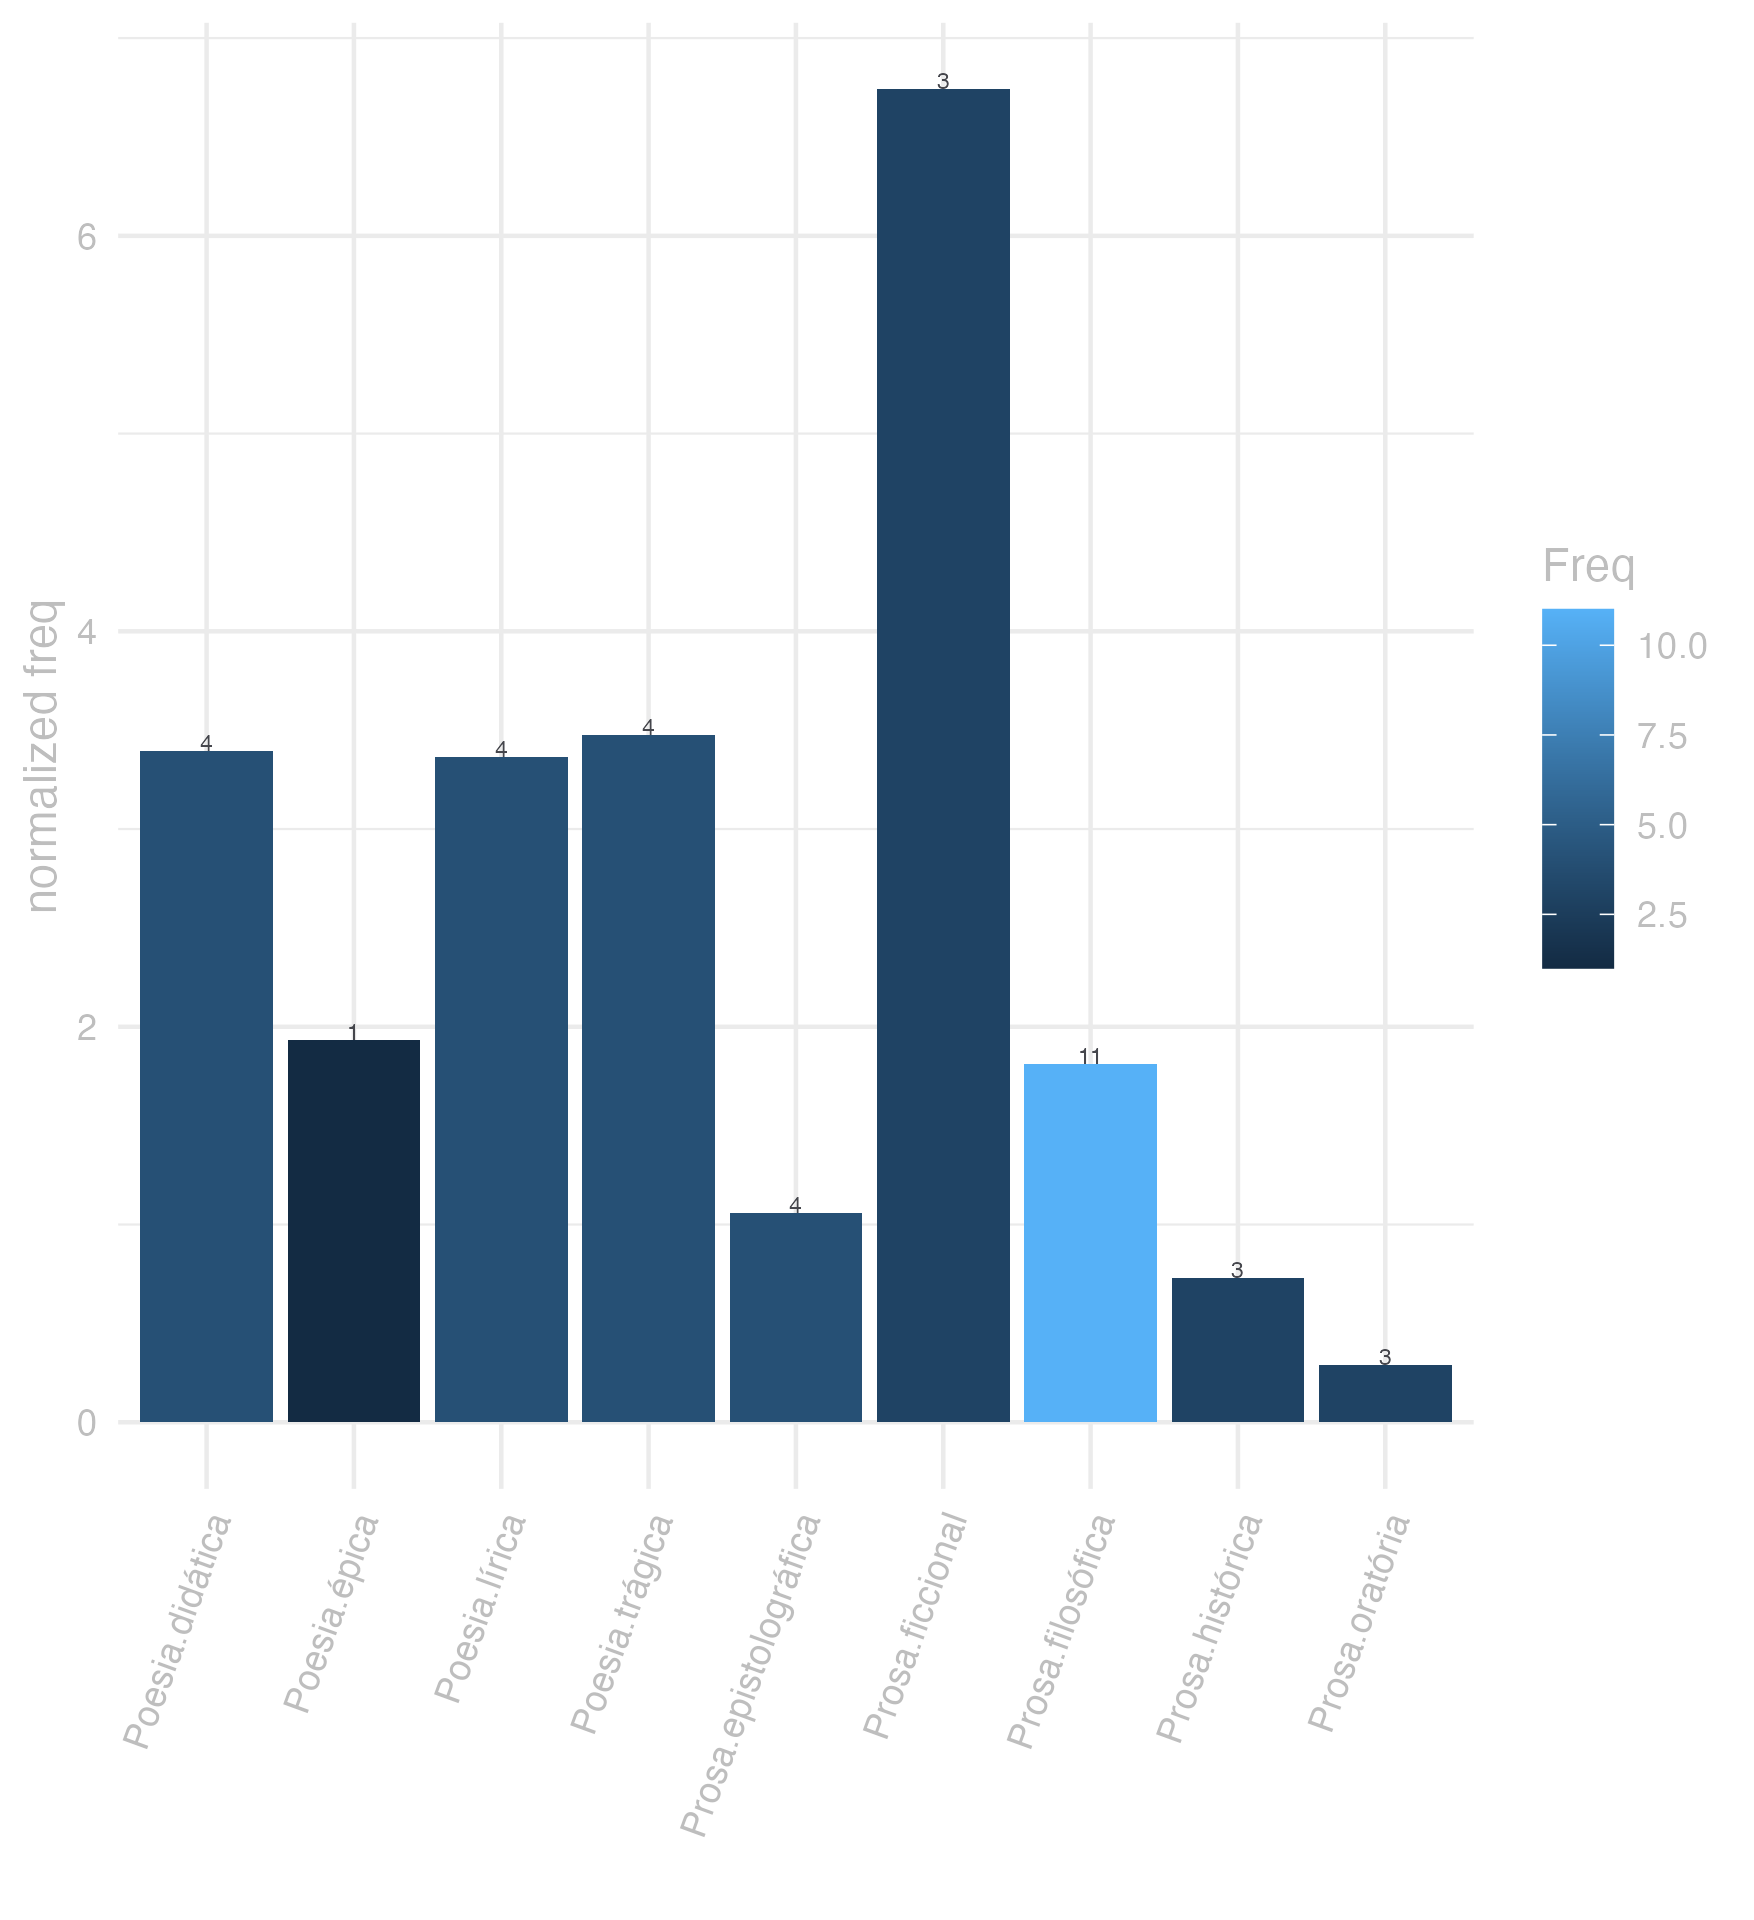 normalized freq
6
4
2
0
4
1
4
4
4
3
11
3
3
Poesia.didática
Poesia.épica
Poesia.lírica
Poesia.trágica
Prosa.epistolográfica
Prosa.ficcional
Prosa.filosófica
Prosa.histórica
Prosa.oratória
Freq
10.0
7.5
5.0
2.5